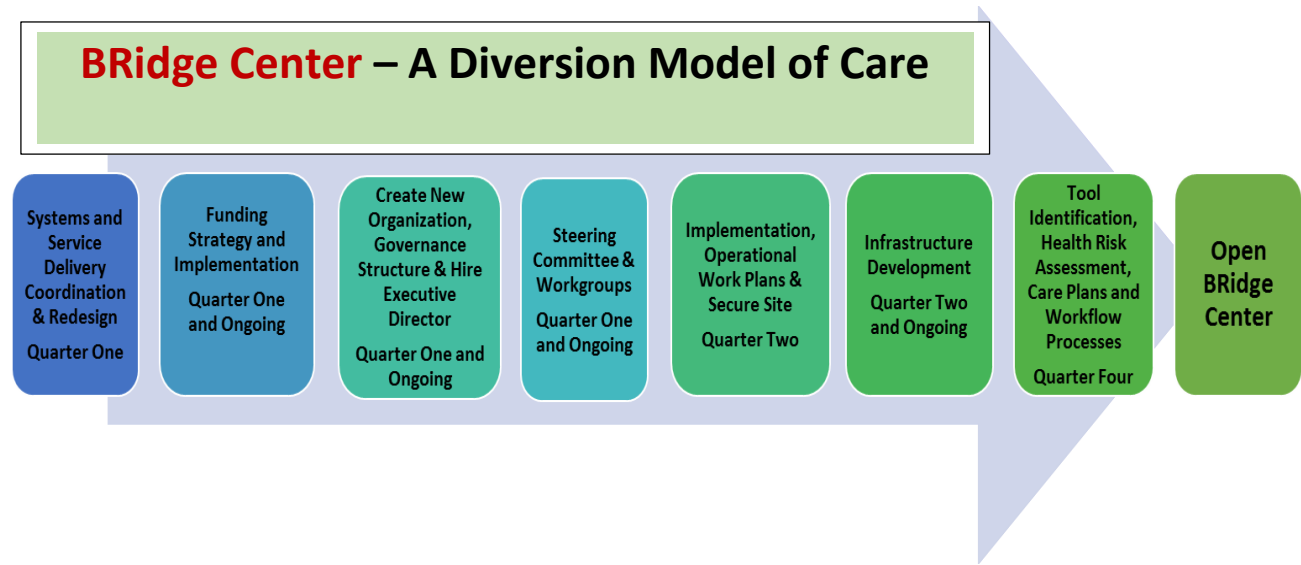 BRidge Center – A Diversion Model of Care
Systems and
Service
Delivery
Coordination
& Redesign
Quarter One
Funding
Strategy and
Implementation
Quarter One
and Ongoing
Create New
Organization,
Governance
Structure & Hire
Executive
Director
Quarter One and
Ongoing
Steering
Committee &
Workgroups
Quarter One
and Ongoing
Implementation,
Operational
Work Plans &
Secure Site
Quarter Two
Infrastructure
Development
Quarter Two
and Ongoing
Tool
Identification,
Health Risk
Assessment,
Care Plans and
Workflow
Processes
Quarter Four
Open
BRidge
Center